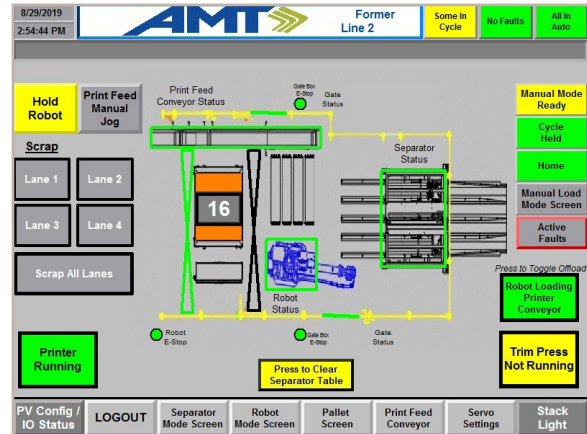 8/29/2019
2:54:44 PM
AMT
Former
Line 2
Some In
Cycle
No Faults
All In
Auto
Hold
Robot
Print Feed
Manual
Jog
Print Feed
Conveyor Status
Gate Box
E-Stop
Gate
Status
Separator
Status
Manual Mode
Ready
Cycle
Held
Home
Manual Load
Mode Screen
Active
Faults
Scrap
Lane 1
Lane 2
Lane 3
Lane 4
Scrap All Lanes
16
Robot
Status
Press to Toggle Offload
Robot Loading
Printer
Conveyor
Printer
Running
Robot
E-Stop
Gate Box
E-Stop
Gate
Status
Press to Clear
Separator Table
Trim Press
Not Running
PV Config /
IO Status
LOGOUT
Separator
Mode Screen
Robot
Mode Screen
Pallet
Screen
Print Feed
Conveyor
Servo
Settings
Stack
Light